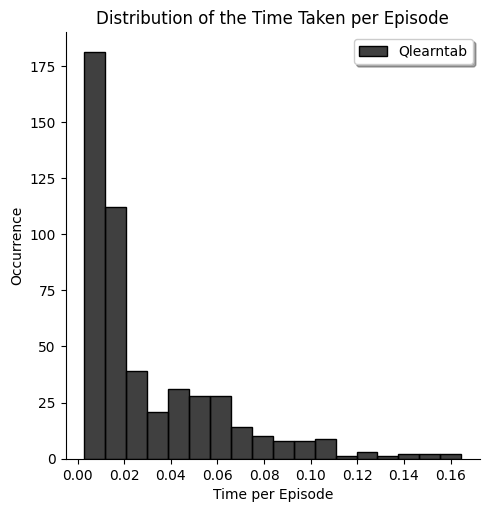 Distribution of the Time Taken per Episode
Qlearntab
175
150
125
100
75
50
25
0
Occurrence
0.00 0.02 0.04 0.06 0.08 0.10 0.12 0.14 0.16
Time per Episode